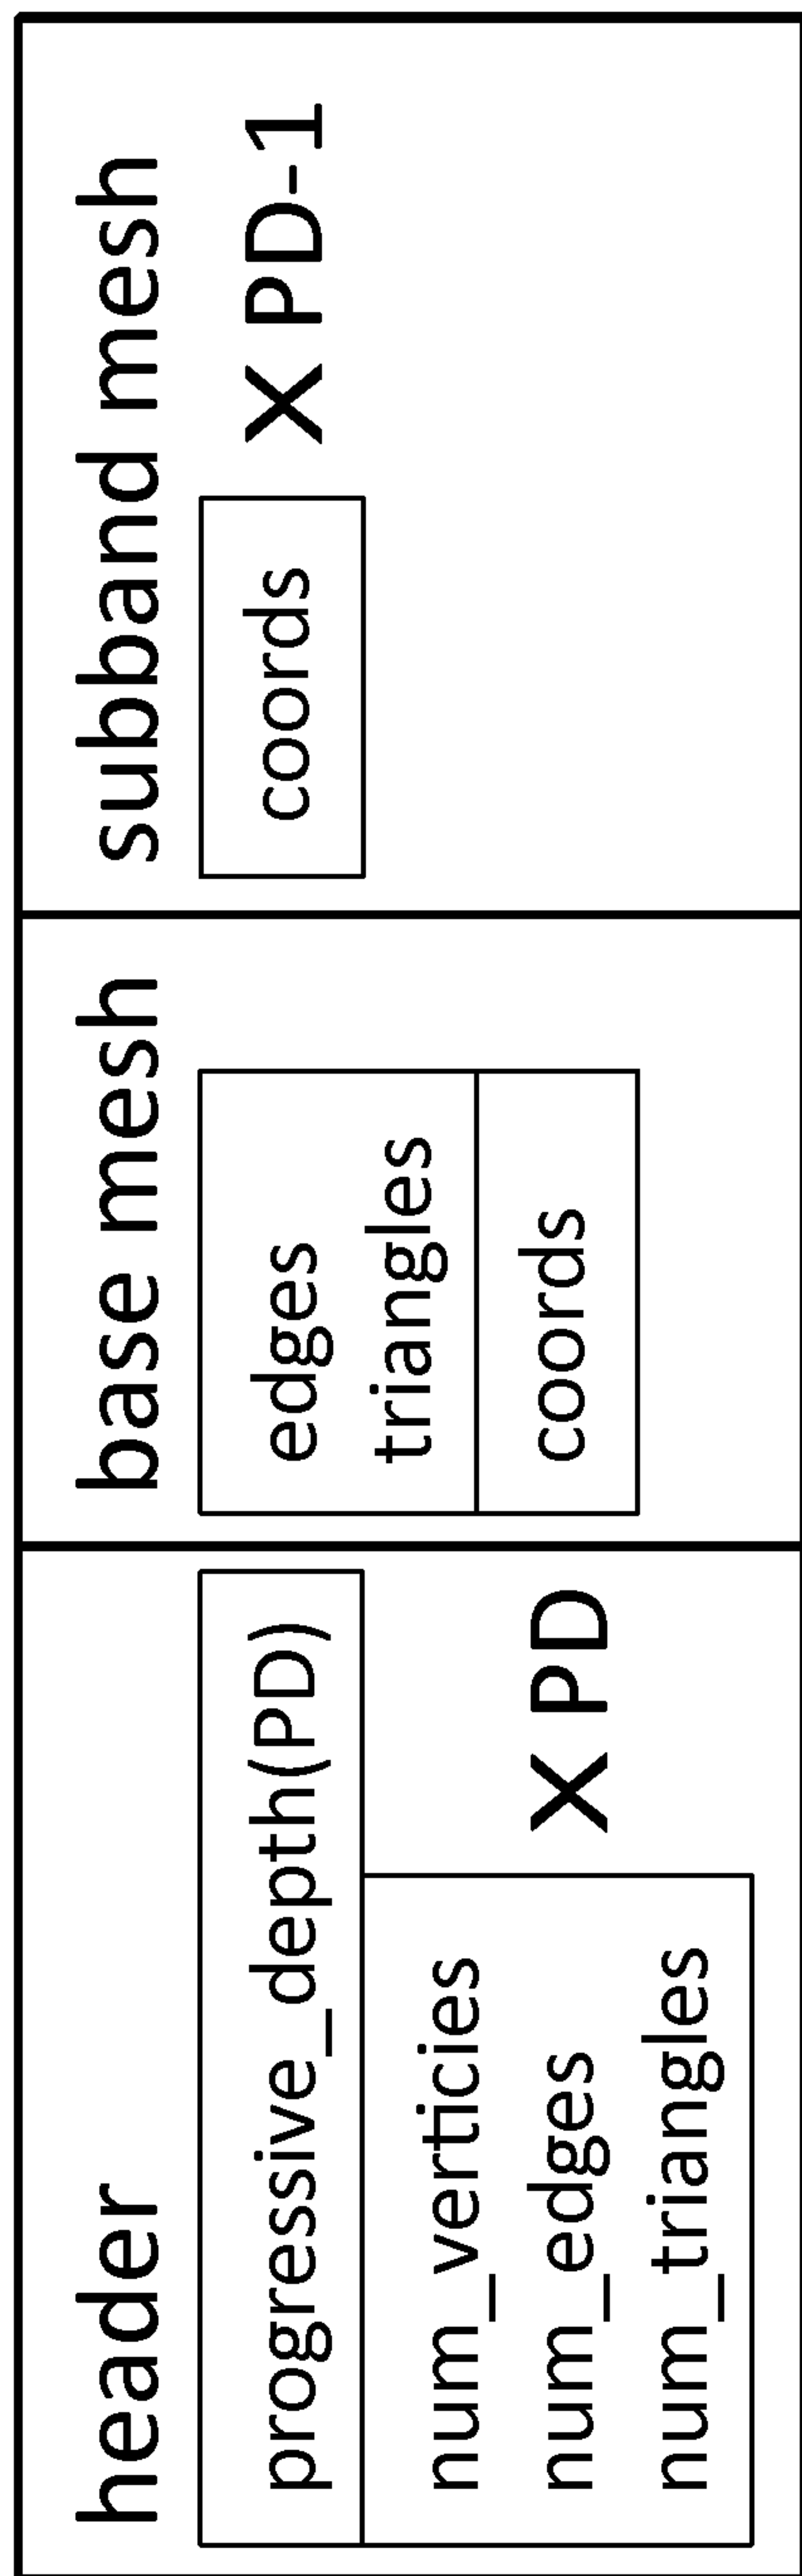 header
progressive_depth(PD)
num_verticies
num_edges
num_triangles
X PD
base mesh
edges
triangles
coords
subband mesh
coords
X PD-1